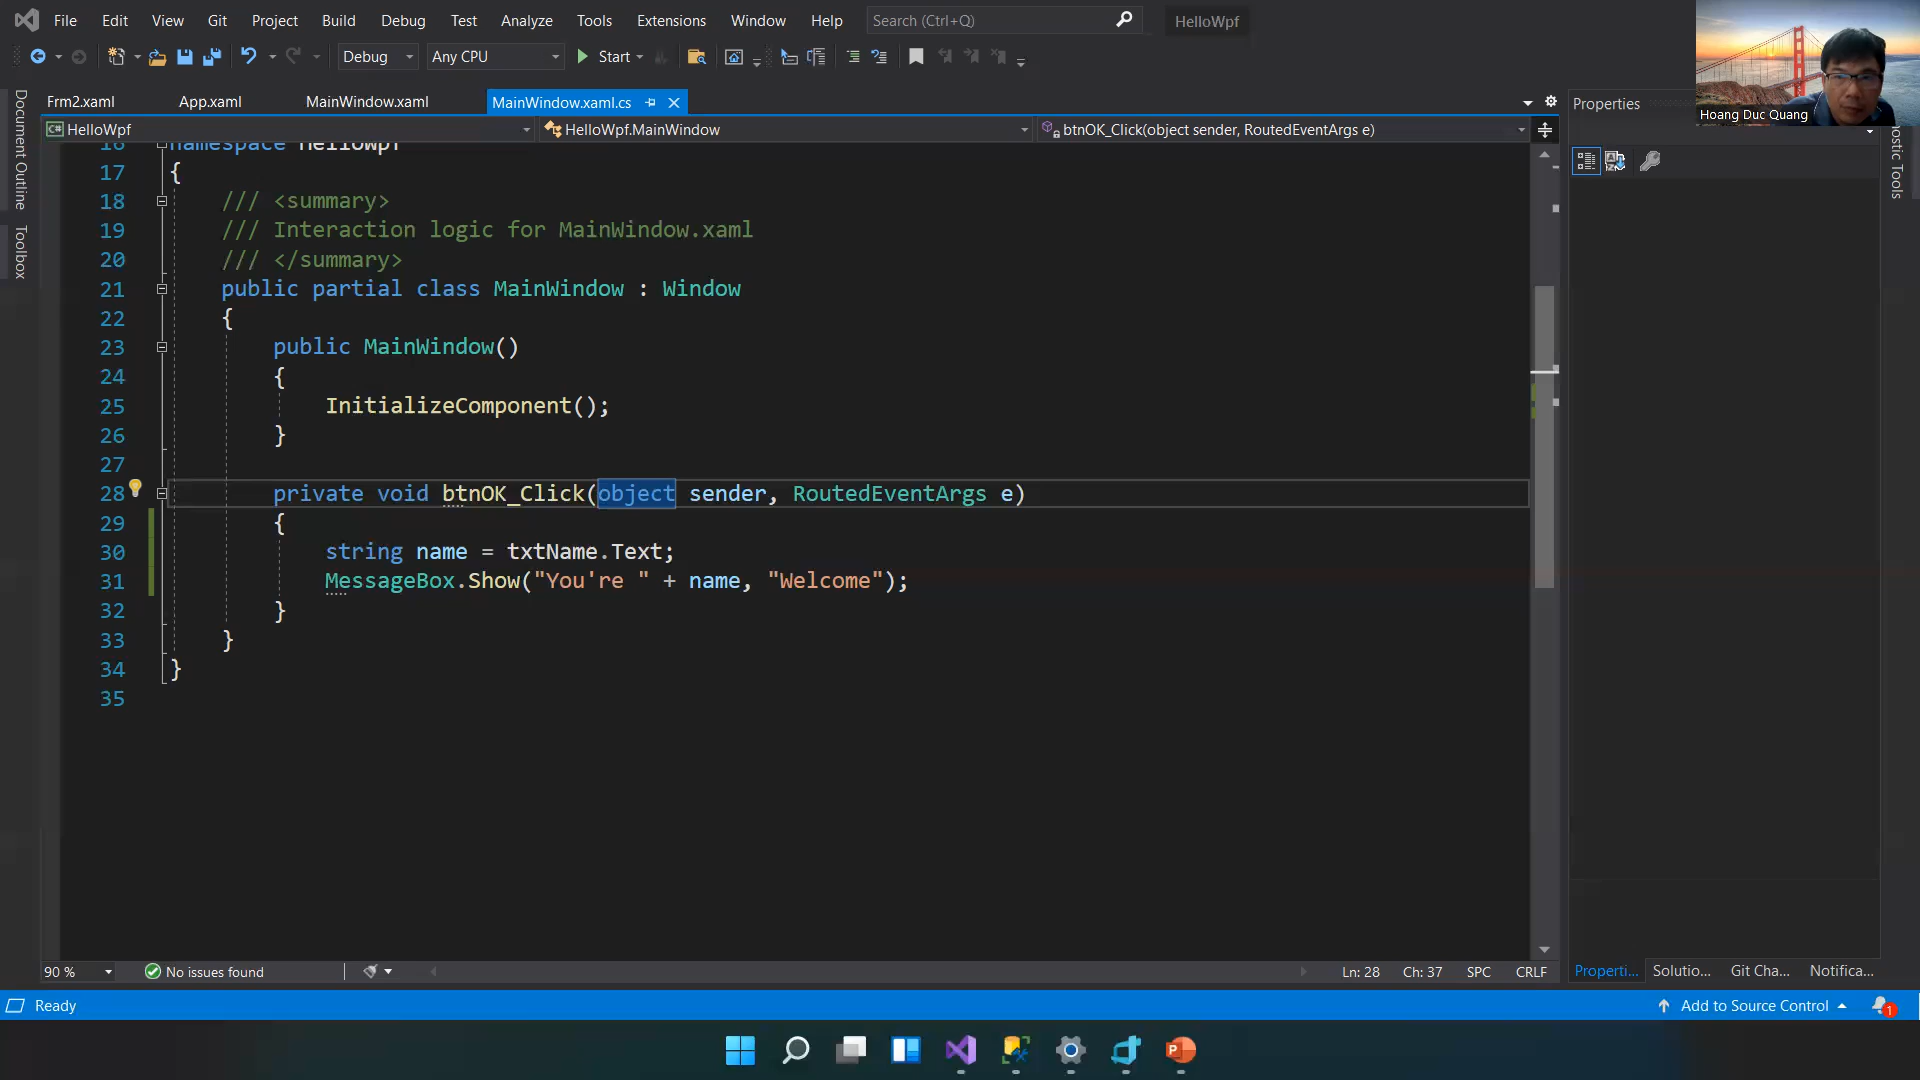 File Edit View Git Project Build Debug Test Analyze Tools Extensions Window Help Search (Ctrl+Q) HelloWpf
Debug Any CPU Start
Hoang Duc Quang
Frm2.xaml App.xaml MainWindow.xaml MainWindow.xaml.cs
Properties
HelloWpf HelloWpf.MainWindow btnOK_Click(object sender, RoutedEventArgs e)
Document Outline
Toolbox
nostic Tools
16 namespace HelloWpf
17 {
18 /// <summary>
19 /// Interaction logic for MainWindow.xaml
20 /// </summary>
21 public partial class MainWindow : Window
22 {
23 public MainWindow()
24 {
25 InitializeComponent();
26 }
27
28 private void btnOK_Click(object sender, RoutedEventArgs e)
29 {
30 string name = txtName.Text;
31 MessageBox.Show("You're " + name, "Welcome");
32 }
33 }
34 }
35
90 % No issues found Ln: 28 Ch: 37 SPC CRLF
Properti... Solutio... Git Cha... Notifica...
Ready Add to Source Control 1